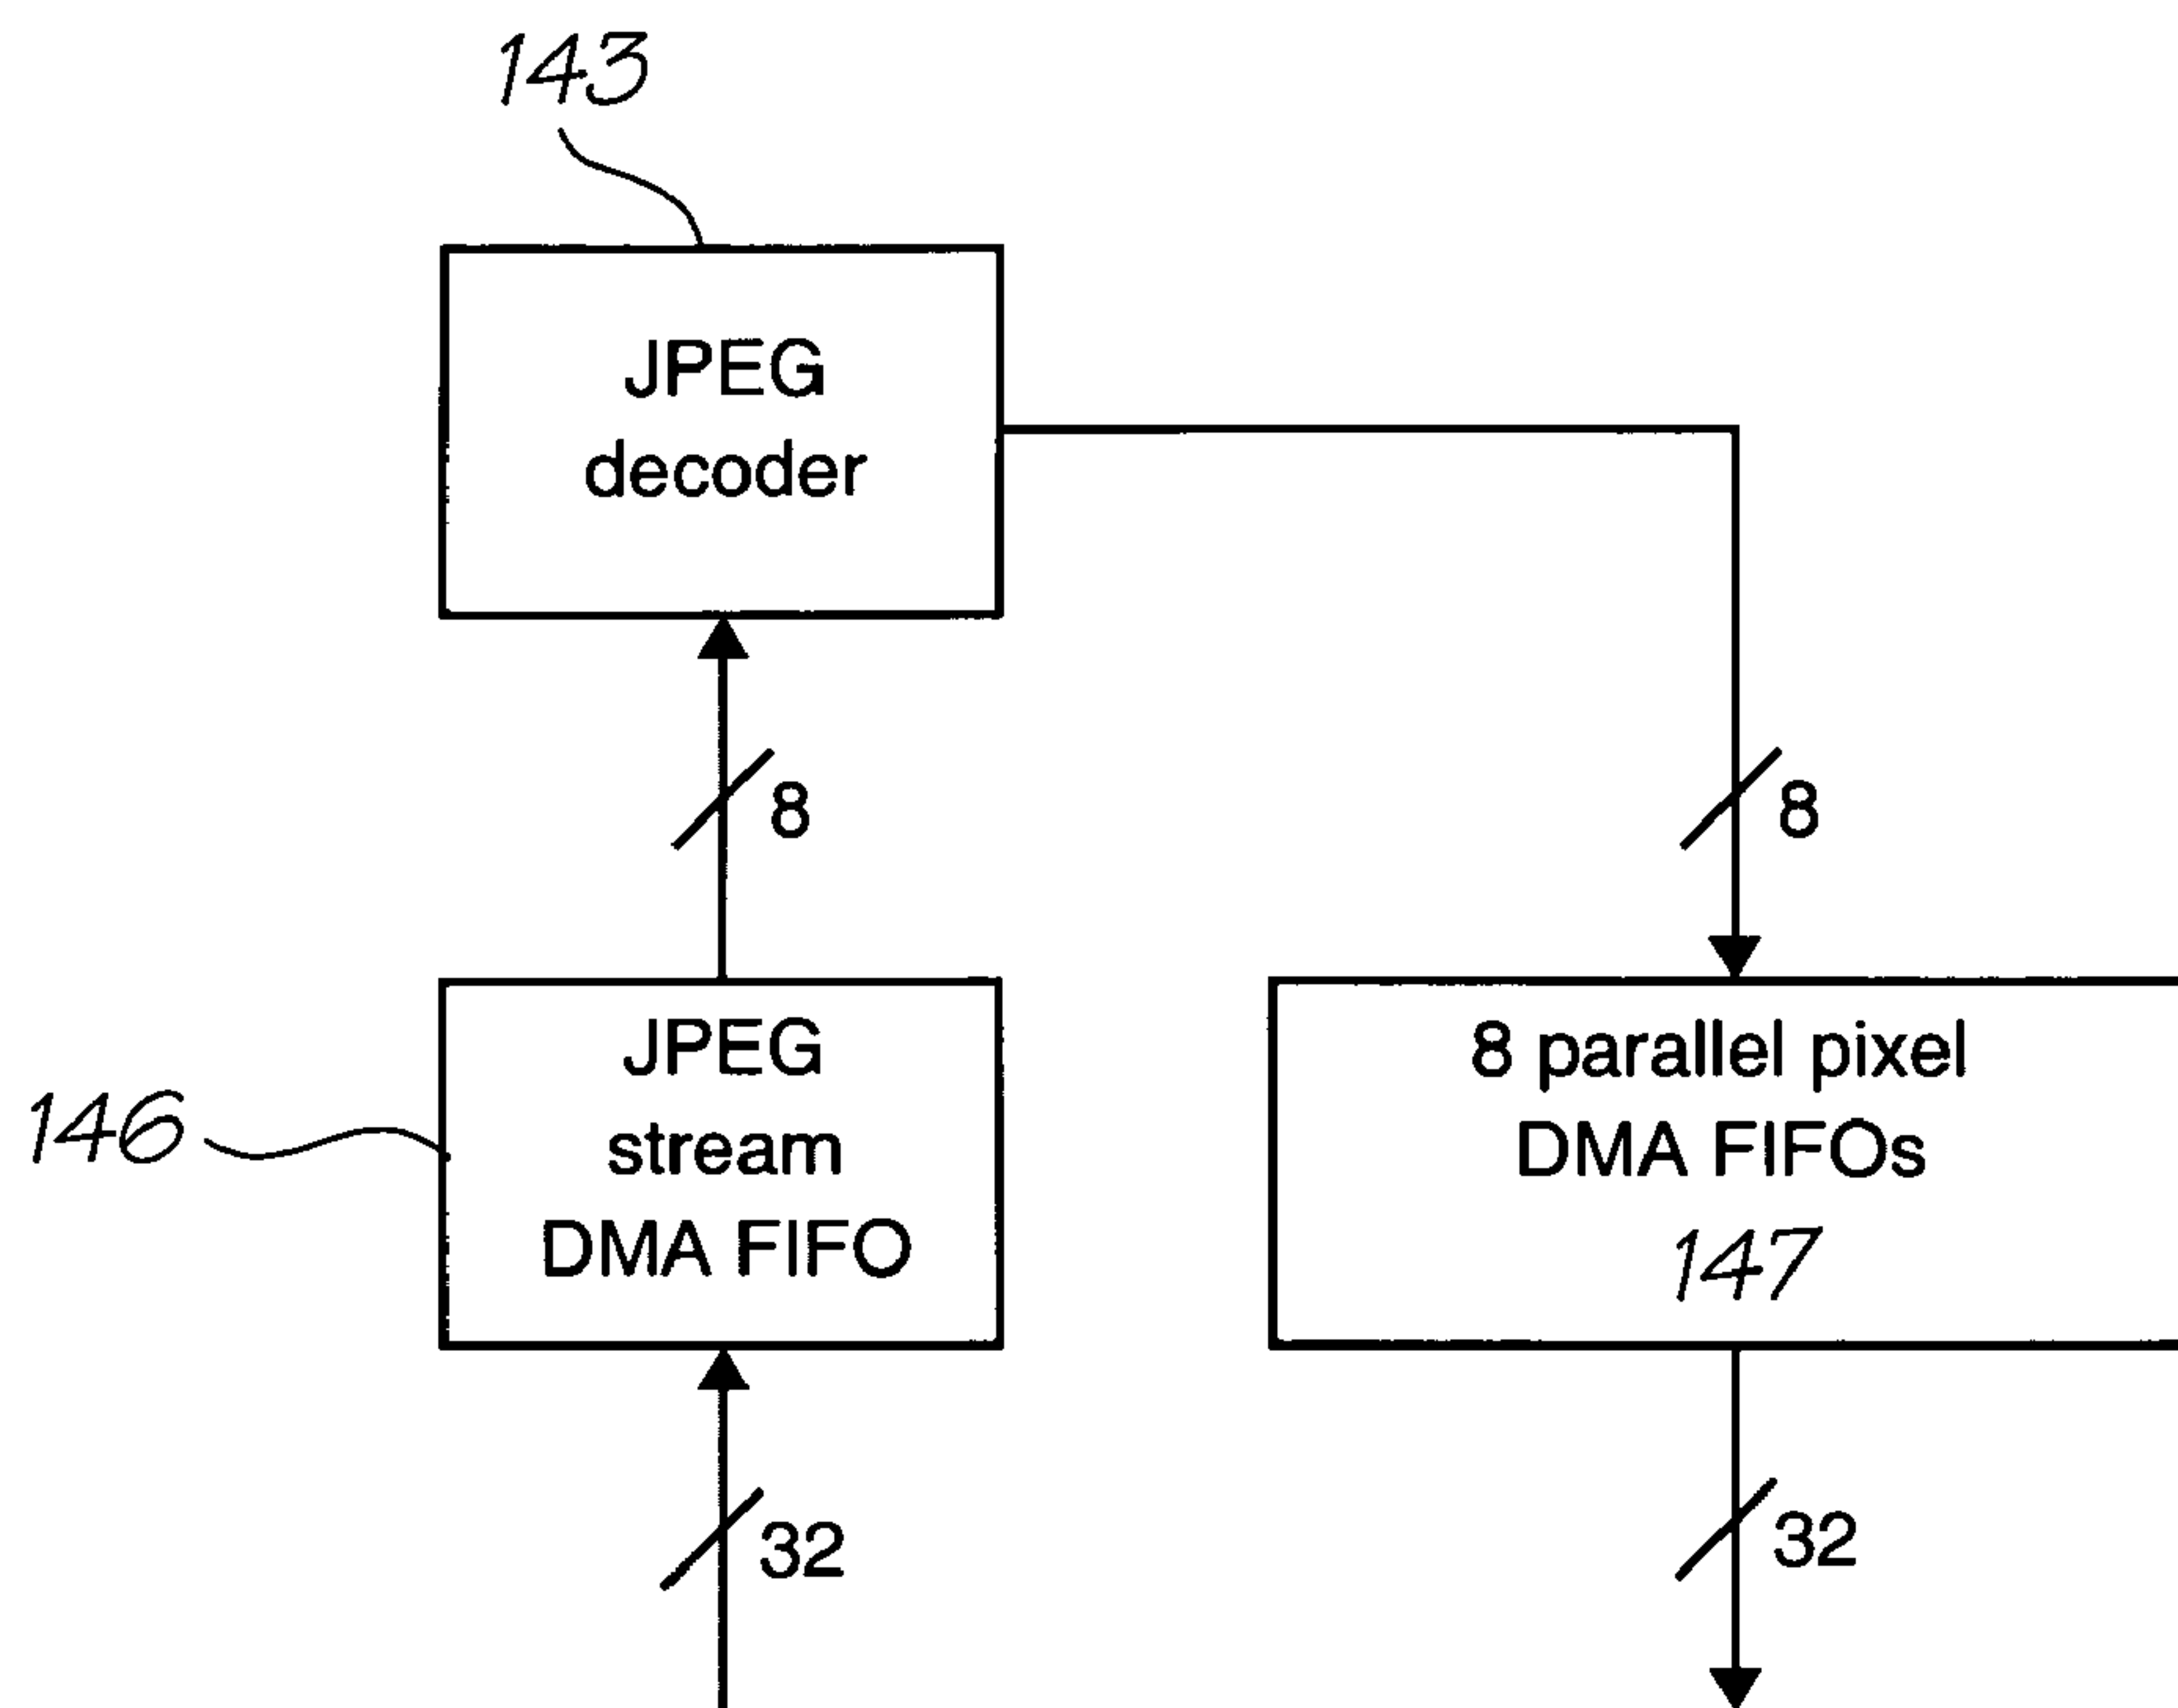 143
JPEG
decoder
8
8
JPEG
stream
DMA FIFO
146
8 parallel pixel
DMA FIFOs
147
32
32